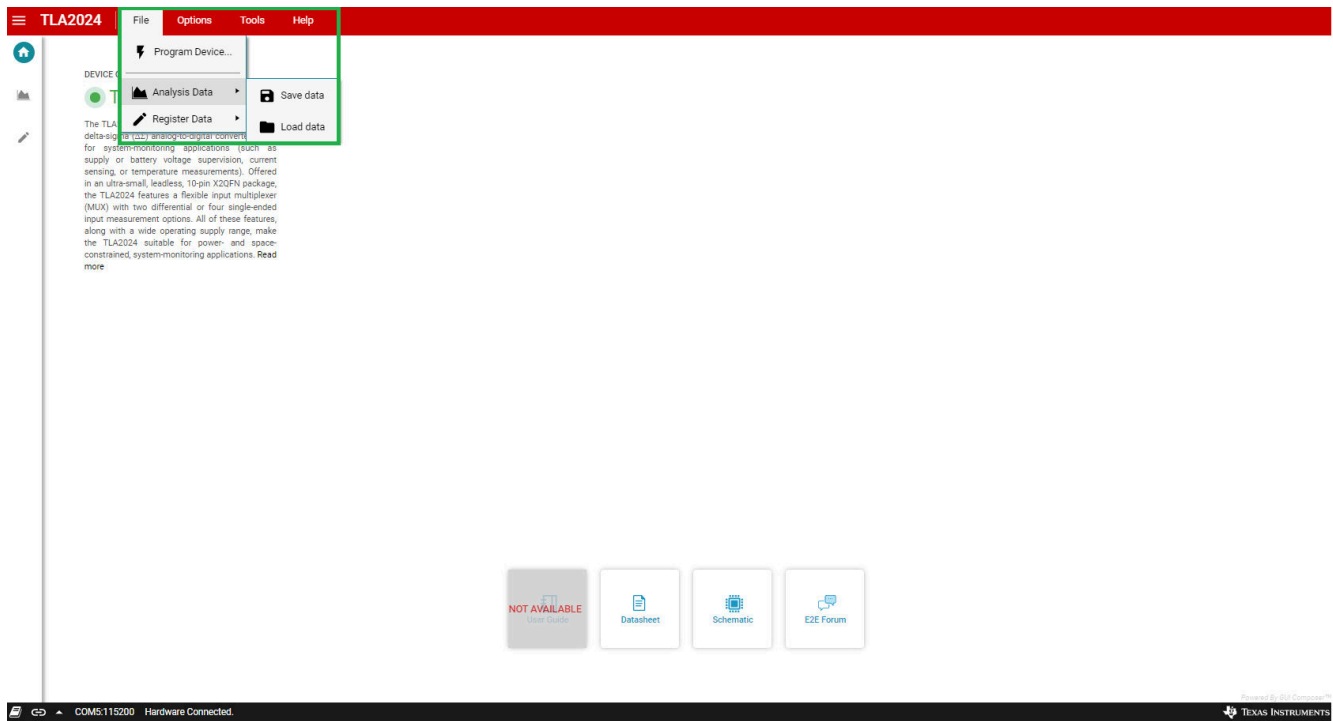 TLA2024 File Options Tools Help
Program Device...
DEVICE
Analysis Data Save data
T
Register Data Load data
The TLA
delta-sigma (ΔΣ) analog-to-digital
for system-monitoring applications (such as
supply or battery voltage supervision, current
sensing, or temperature measurements). Offered
in an ultra-small, leadless, 10-pin X2QFN package,
the TLA2024 features a flexible input multiplexer
(MUX) with two differential or four single-ended
input measurement options. All of these features,
along with a wide operating supply range, make
the TLA2024 suitable for power- and space-
constrained, system-monitoring applications. Read
more
NOT AVAILABLE
User Guide Datasheet Schematic E2E Forum
Powered By GUI Composer™
COM5:115200 Hardware Connected. TEXAS INSTRUMENTS